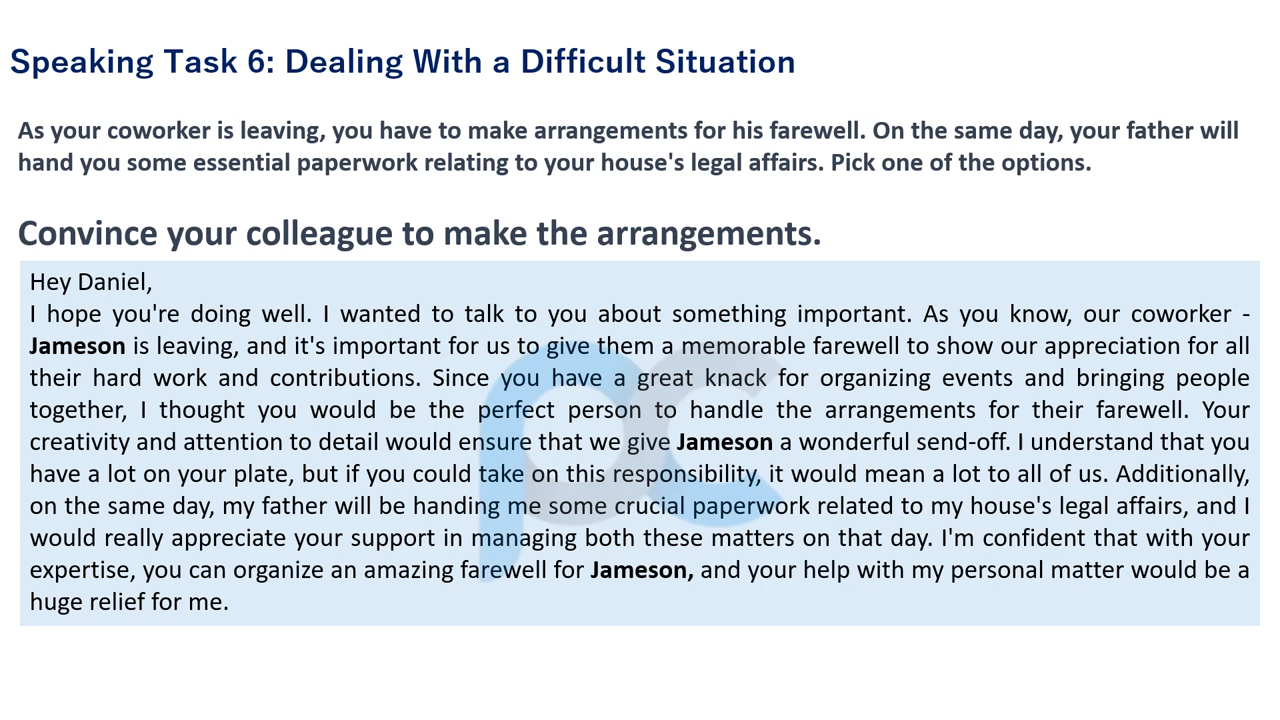 Speaking Task 6: Dealing With a Difficult Situation
As your coworker is leaving, you have to make arrangements for his farewell. On the same day, your father will
hand you some essential paperwork relating to your house's legal affairs. Pick one of the options.
Convince your colleague to make the arrangements.
Hey Daniel,
I hope you're doing well. I wanted to talk to you about something important. As you know, our coworker -
Jameson is leaving, and it's important for us to give them a memorable farewell to show our appreciation for all
their hard work and contributions. Since you have a great knack for organizing events and bringing people
together, I thought you would be the perfect person to handle the arrangements for their farewell. Your
creativity and attention to detail would ensure that we give Jameson a wonderful send-off. I understand that you
have a lot on your plate, but if you could take on this responsibility, it would mean a lot to all of us. Additionally,
on the same day, my father will be handing me some crucial paperwork related to my house's legal affairs, and I
would really appreciate your support in managing both these matters on that day. I'm confident that with your
expertise, you can organize an amazing farewell for Jameson, and your help with my personal matter would be a
huge relief for me.